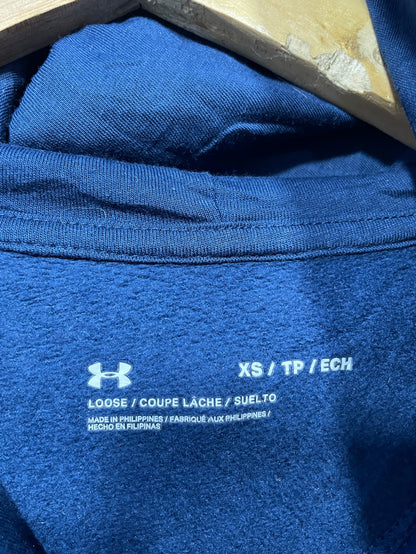 XS / TP / ECH
LOOSE / COUPE LÂCHE / SUELTO
MADE IN PHILIPPINES / FABRIQUÉ AUX PHILIPPINES /
HECHO EN FILIPINAS